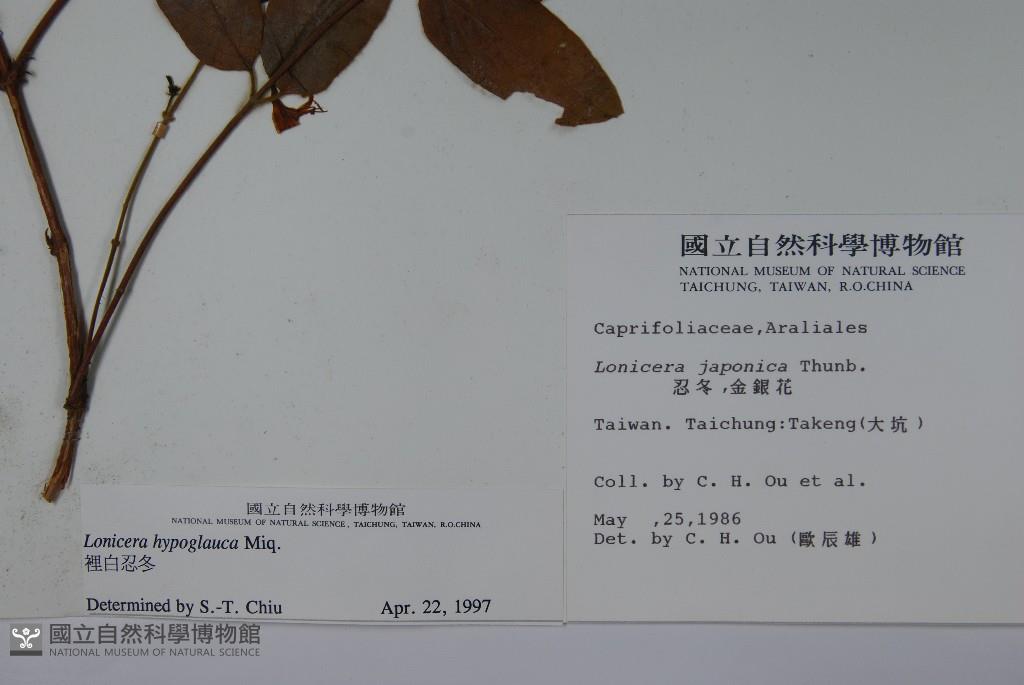 國立自然科學博物館
NATIONAL MUSEUM OF NATURAL SCIENCE
TAICHUNG, TAIWAN, R.O.CHINA
Caprifoliaceae,Araliales
Lonicera japonica Thunb.
忍冬,金銀花
Taiwan. Taichung:Takeng(大坑)
Coll. by C. H. Ou et al.
May ,25,1986
Det. by C. H. Ou (歐辰雄)
國立自然科學博物館
NATIONAL MUSEUM OF NATURAL SCIENCE, TAICHUNG, TAIWAN, R.O.CHINA
Lonicera hypoglauca Miq.
裡白忍冬
Determined by S.-T. Chiu Apr. 22, 1997
國立自然科學博物館
NATIONAL MUSEUM OF NATURAL SCIENCE